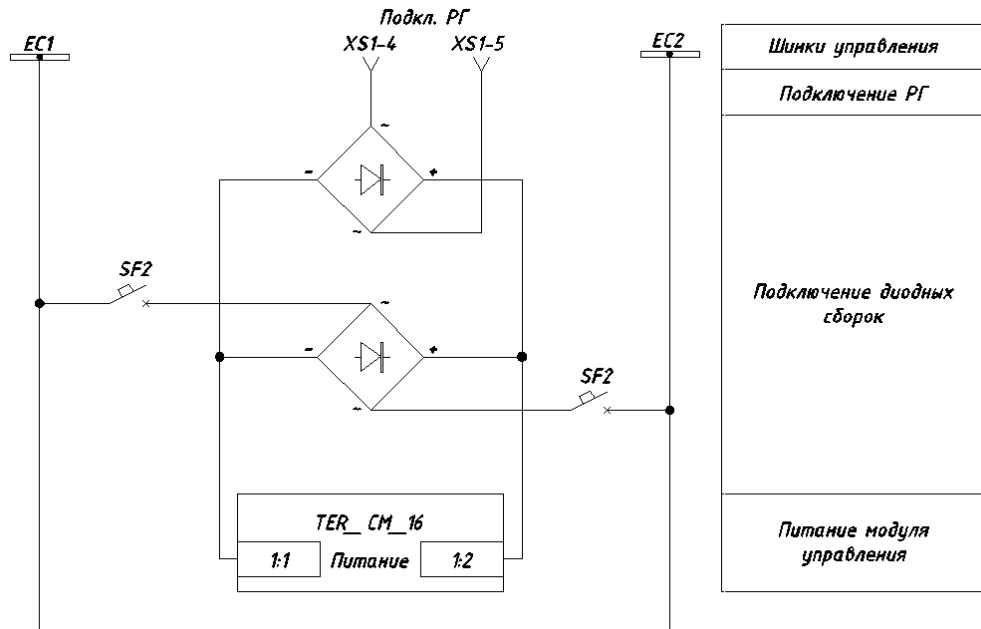 Подкл. РГ
EC1
XS1-4
XS1-5
EC2
Шинки управления
Подключение РГ
~
- +
~
SF2
~
- +
~
SF2
Подключение диодных
сборок
TER_ CM_16
1:1 Питание 1:2
Питание модуля
управления